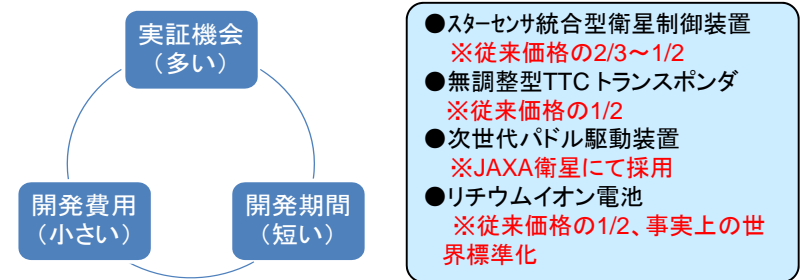 実証機会
（多い）
開発費用
（小さい）
開発期間
（短い）
●スターセンサ統合型衛星制御装置
※従来価格の2/3～1/2
●無調整型TTCトランスポンダ
※従来価格の1/2
●次世代パドル駆動装置
※JAXA衛星にて採用
●リチウムイオン電池
※従来価格の1/2、事実上の世
界標準化